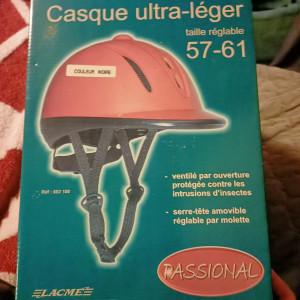 Casque ultra-léger
taille réglable
57-61
COULEUR NOIRE
- ventilé par ouverture
protégée contre les
intrusions d'insectes
- serre-tête amovible
réglable par molette
PASSIONAL
LACME